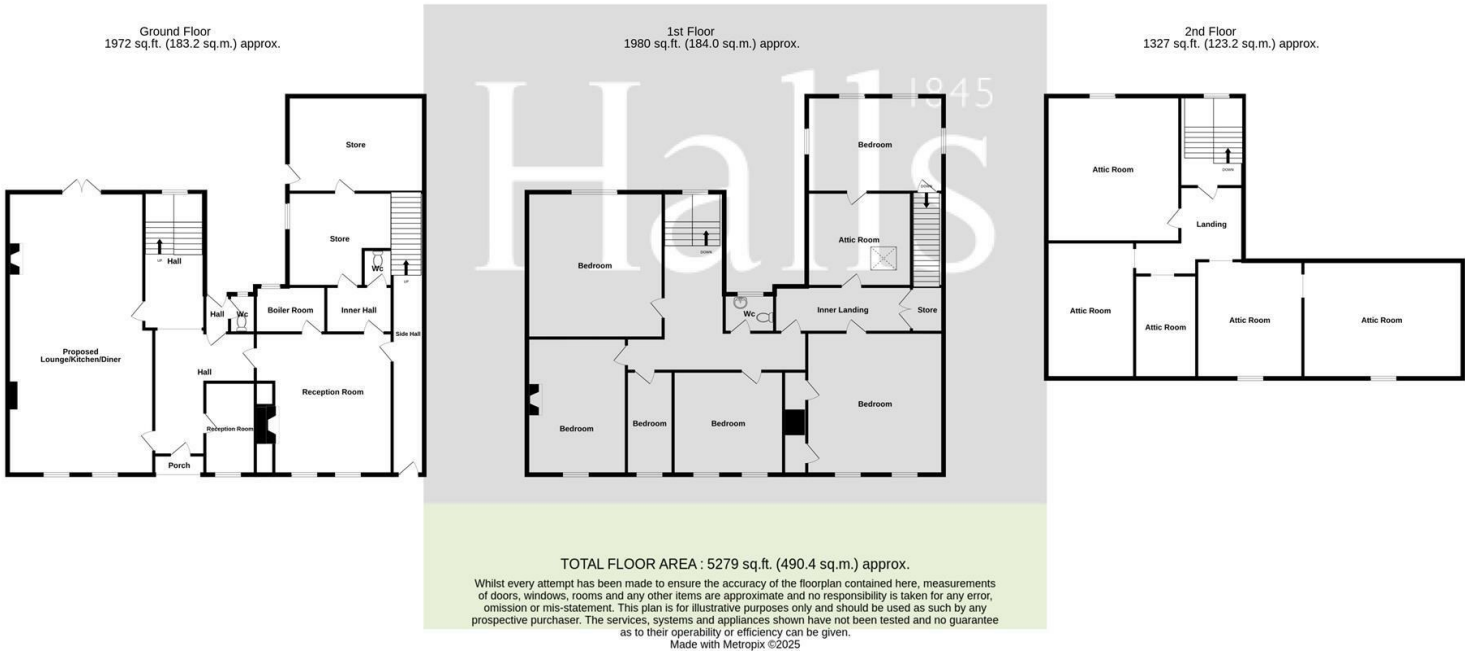 Ground Floor
1972 sq.ft. (183.2 sq.m.) approx.
Store
Store
Wc
UP
Hall
UP
Hall
Wc
Boiler Room
Inner Hall
Side Hall
Proposed
Lounge/Kitchen/Diner
Hall
Reception Room
Reception Room
Porch
1st Floor
1980 sq.ft. (184.0 sq.m.) approx.
1845
Halls
Bedroom
DOWN
Attic Room
DOWN
Bedroom
Wc
Inner Landing
Store
Bedroom
Bedroom
Bedroom
Bedroom
2nd Floor
1327 sq.ft. (123.2 sq.m.) approx.
Attic Room
DOWN
Landing
Attic Room
Attic Room
Attic Room
Attic Room
TOTAL FLOOR AREA : 5279 sq.ft. (490.4 sq.m.) approx.
Whilst every attempt has been made to ensure the accuracy of the floorplan contained here, measurements
of doors, windows, rooms and any other items are approximate and no responsibility is taken for any error,
omission or mis-statement. This plan is for illustrative purposes only and should be used as such by any
prospective purchaser. The services, systems and appliances shown have not been tested and no guarantee
as to their operability or efficiency can be given.
Made with Metropix ©2025